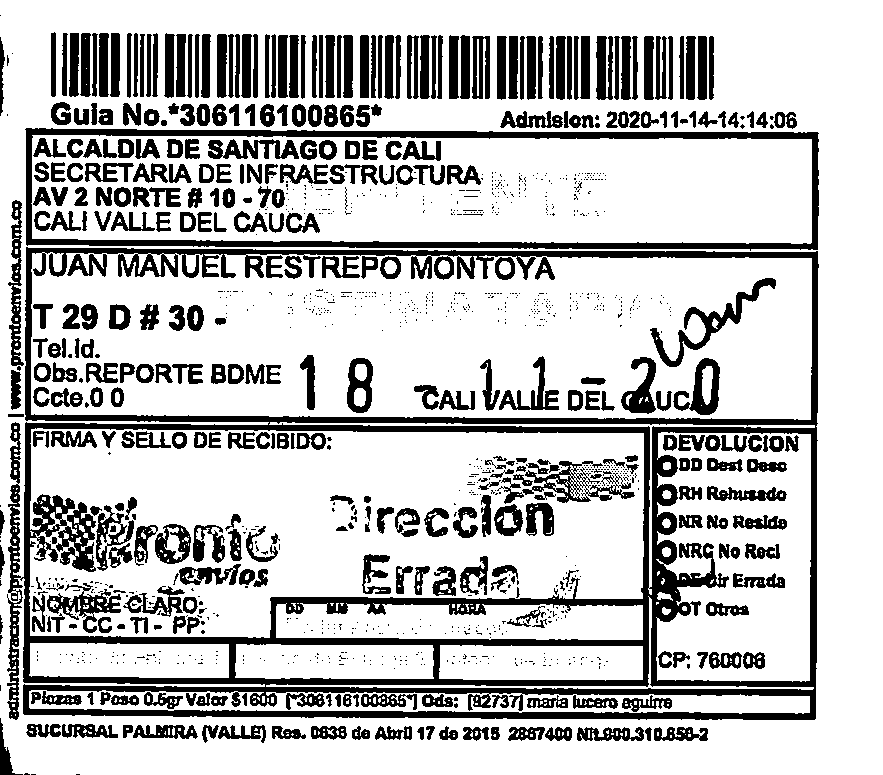 Guia No.*306116100865*
Admision: 2020-11-14-14:14:06
ALCALDIA DE SANTIAGO DE CALI
SECRETARIA DE INFRAESTRUCTURA
AV 2 NORTE # 10 - 70
CALI VALLE DEL CAUCA
JUAN MANUEL RESTREPO MONTOYA
DESTINATARIO
T 29 D # 30 -
Tel.id.
Obs.REPORTE BDME
18 - 11 - 20
Ccte.0 0
CALI VALLE DEL CAUCA
FIRMA Y SELLO DE RECIBIDO:
Pronto
envíos
Dirección
Errada
NOMBRE CLARO:
NIT - CC - TI - PP:
DD MM AA HORA
DEVOLUCION
DD Dest Desc
RH Rehusado
NR No Reside
NRC No Recl
DE Dir Errada
OT Otros
CP: 760008
Piezas 1 Peso 0.5gr Valor $1600 [*306116100865*] Ods: [92737] maria lucero aguirre
SUCURSAL PALMIRA (VALLE) Res. 0638 de Abril 17 de 2015 2867400 Nit.900.310.856-2
administracion@prontoenvios.com.co | www.prontoenvios.com.co